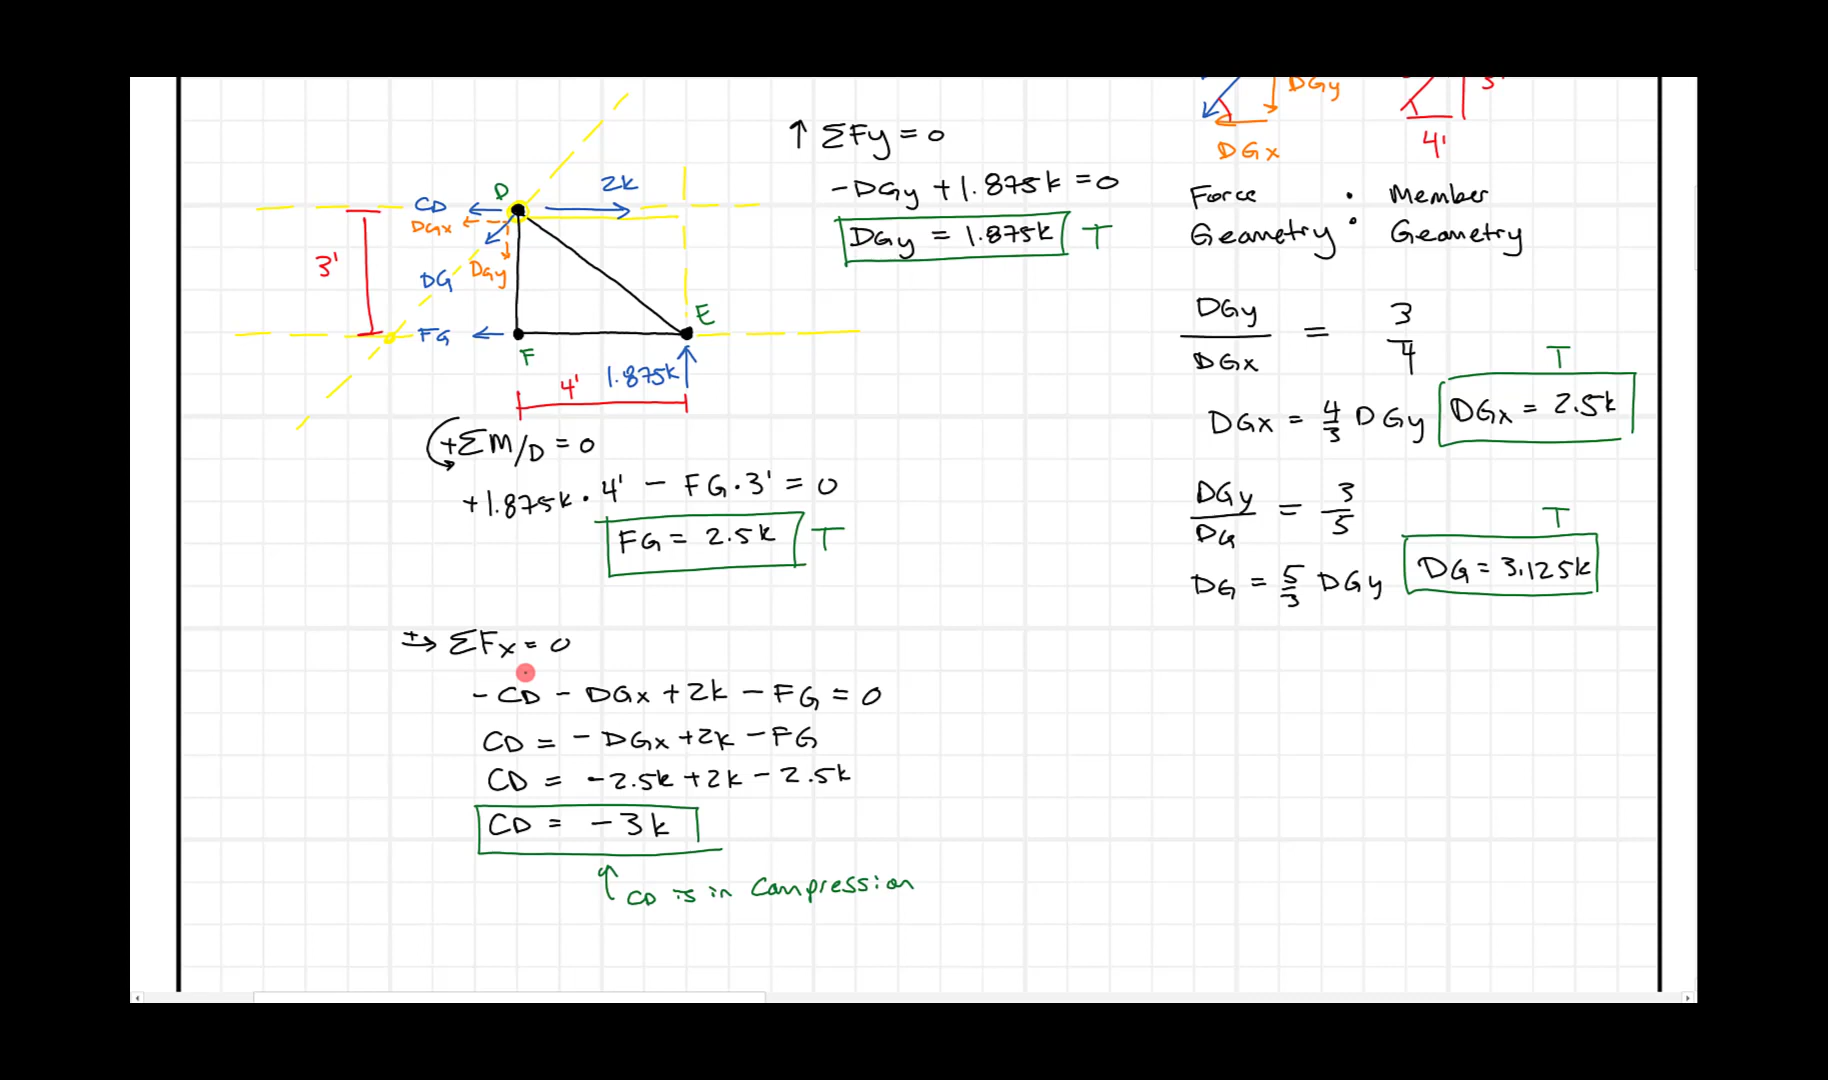 D
2k
CD
DGx
3'
DG
DGy
FG
F
E
4'
1.875k
+ΣM/D = 0
+1.875k · 4' - FG · 3' = 0
FG = 2.5k T
↑ ΣFy = 0
-DGy + 1.875k = 0
DGy = 1.875k T
+→ ΣFx = 0
- CD - DGx + 2k - FG = 0
CD = - DGx + 2k - FG
CD = -2.5k + 2k - 2.5k
CD = -3k
↑ CD is in Compression
DGy
DGx
4'
Force : Member
Geometry Geometry
DGy/DGx = 3/4
DGx = 4/3 DGy
T
DGx = 2.5k
DGy/DG = 3/5
DG = 5/3 DGy
T
DG = 3.125k